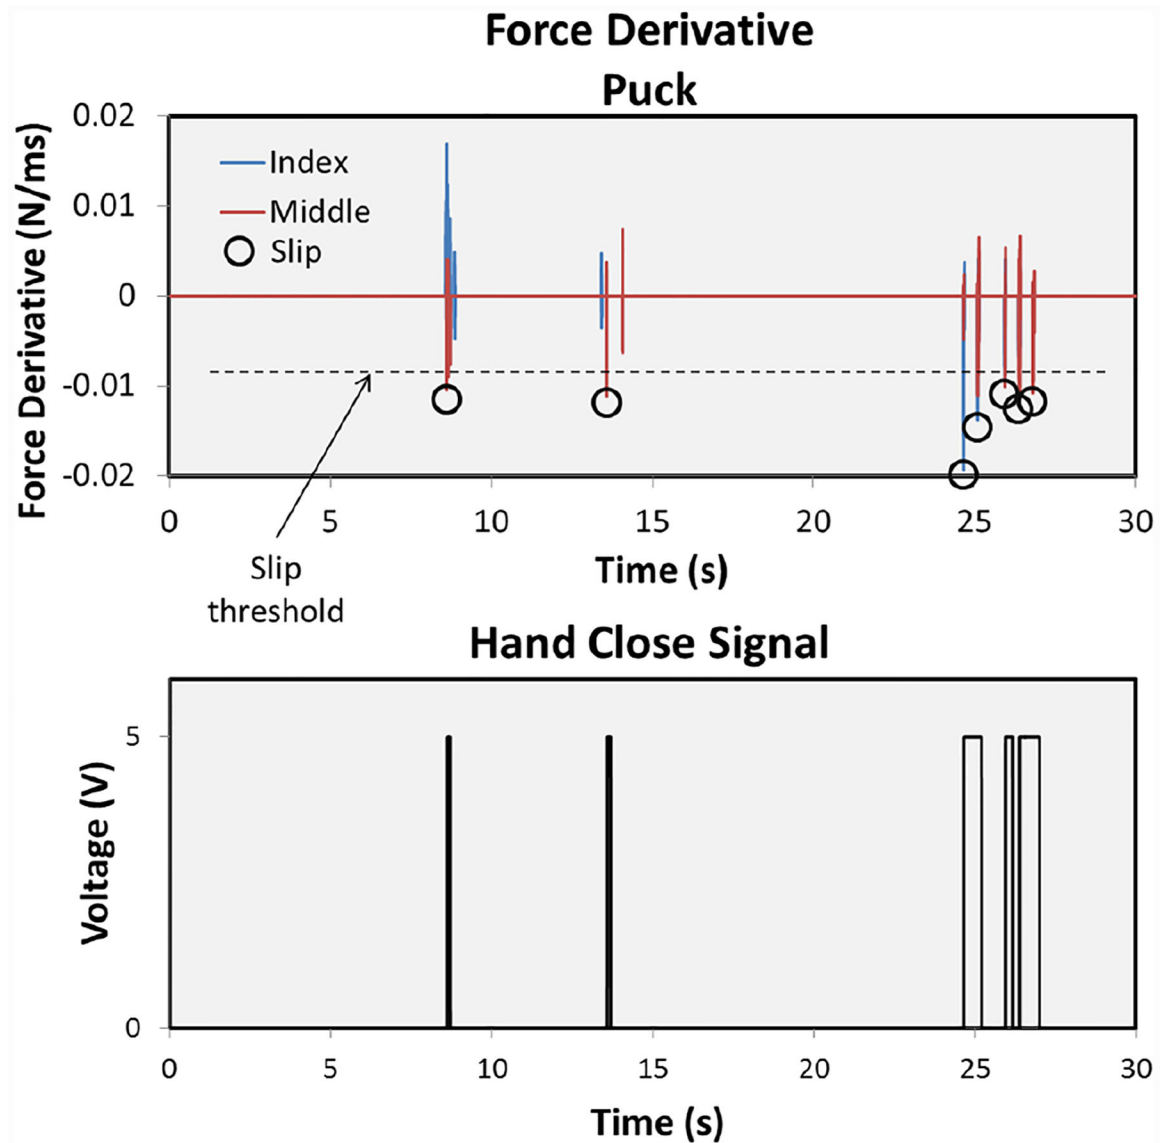 Force Derivative
Puck
Force Derivative (N/ms)
0.02
0.01
0
-0.01
-0.02
Index
Middle
Slip
0 5 10 15 20 25 30
Time (s)
Slip
threshold
Hand Close Signal
Voltage (V)
5
0
0 5 10 15 20 25 30
Time (s)